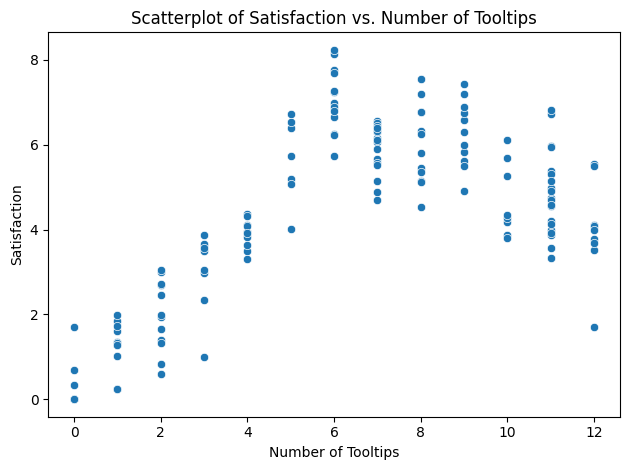 Scatterplot of Satisfaction vs. Number of Tooltips
8
6
4
2
0
Satisfaction
0 2 4 6 8 10 12
Number of Tooltips